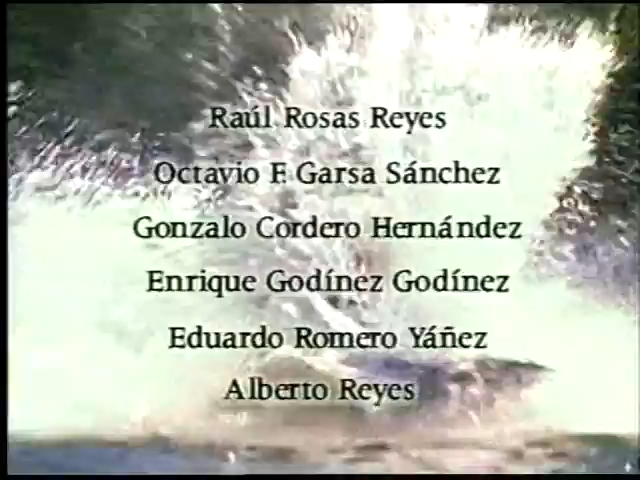 Raúl Rosas Reyes
Octavio F. Garsa Sánchez
Gonzalo Cordero Hernández
Enrique Godínez Godínez
Eduardo Romero Yáñez
Alberto Reyes